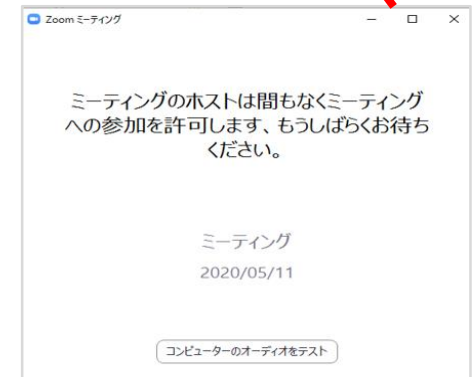 Zoom ミーティング
ミーティングのホストは間もなくミーティング
への参加を許可します、もうしばらくお待ち
ください。
ミーティング
2020/05/11
コンピューターのオーディオをテスト